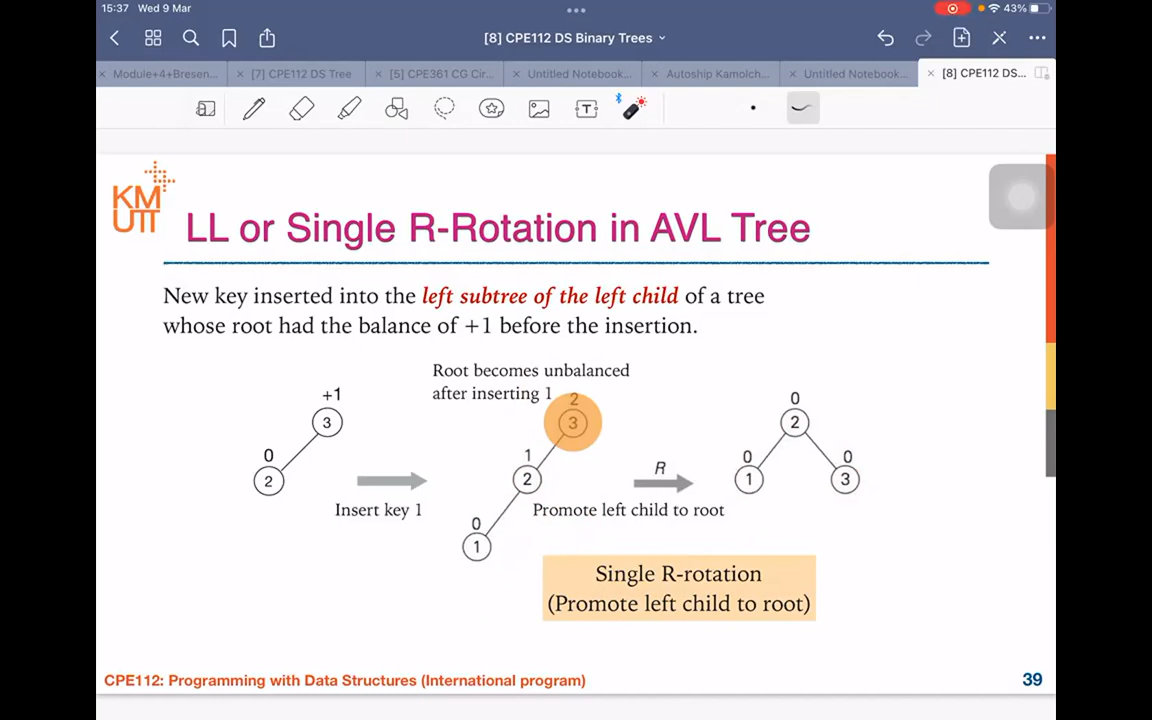 15:37 Wed 9 Mar
43%
[8] CPE112 DS Binary Trees
Module+4+Bresen...
[7] CPE112 DS Tree
[5] CPE361 CG Cir...
Untitled Notebook...
Autoship Kamolch...
Untitled Notebook...
[8] CPE112 DS...
T
KM
UTT
LL or Single R-Rotation in AVL Tree
New key inserted into the left subtree of the left child of a tree
whose root had the balance of +1 before the insertion.
Root becomes unbalanced
after inserting 1
+1
3
0
2
Insert key 1
2
3
1
2
0
1
R
Promote left child to root
0
2
0
1
0
3
Single R-rotation
(Promote left child to root)
CPE112: Programming with Data Structures (International program)
39